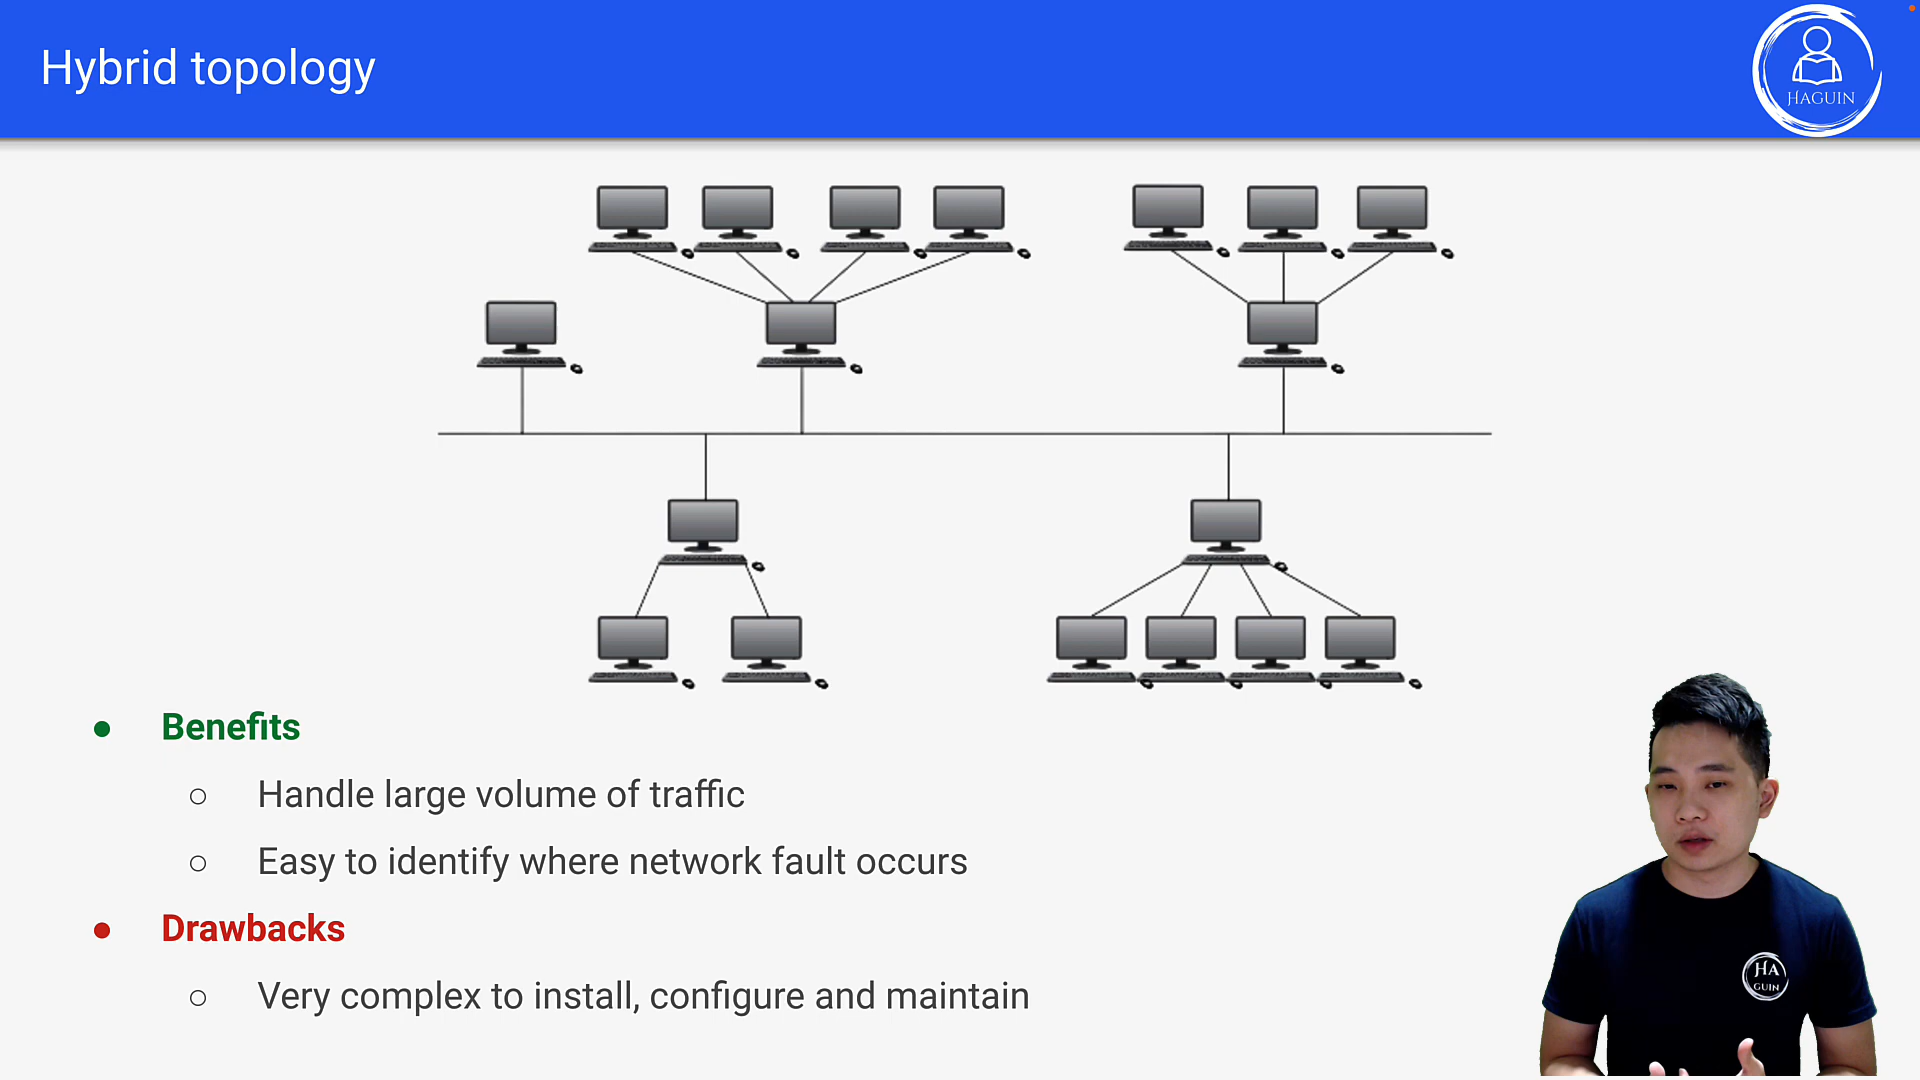 Hybrid topology
HAGUIN
Benefits
Handle large volume of traffic
Easy to identify where network fault occurs
Drawbacks
Very complex to install, configure and maintain
HA
GUIN